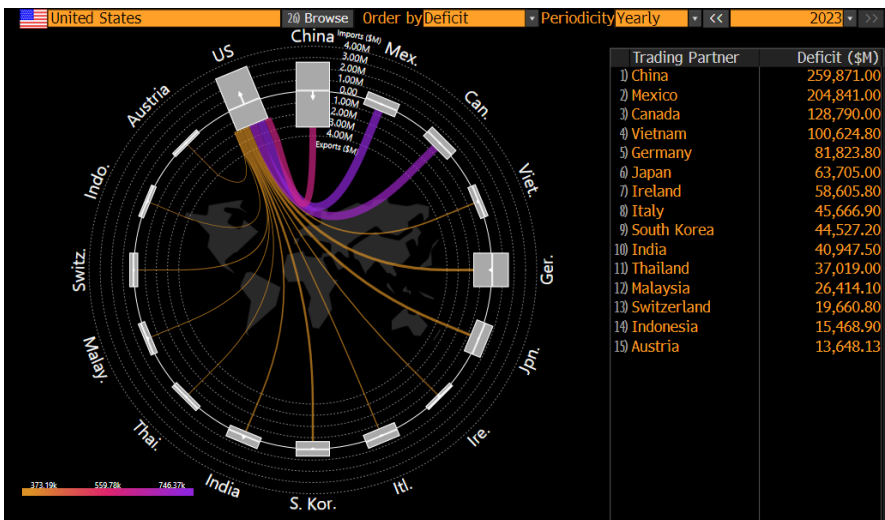 United States 26) Browse Order by Deficit Periodicity Yearly << 2023 >>
China
Mex.
Can.
Viet.
Ger.
Jpn.
Ire.
Itl.
S. Kor.
India
Thai.
Malay.
Switz.
Indo.
Austria
US
Imports ($M)
4.00M
3.00M
2.00M
1.00M
0.00
1.00M
2.00M
3.00M
4.00M
Exports ($M)
373.19k 559.78k 746.37k
Trading Partner Deficit ($M)
1) China 259,871.00
2) Mexico 204,841.00
3) Canada 128,790.00
4) Vietnam 100,624.80
5) Germany 81,823.80
6) Japan 63,705.00
7) Ireland 58,605.80
8) Italy 45,666.90
9) South Korea 44,527.20
10) India 40,947.50
11) Thailand 37,019.00
12) Malaysia 26,414.10
13) Switzerland 19,660.80
14) Indonesia 15,468.90
15) Austria 13,648.13